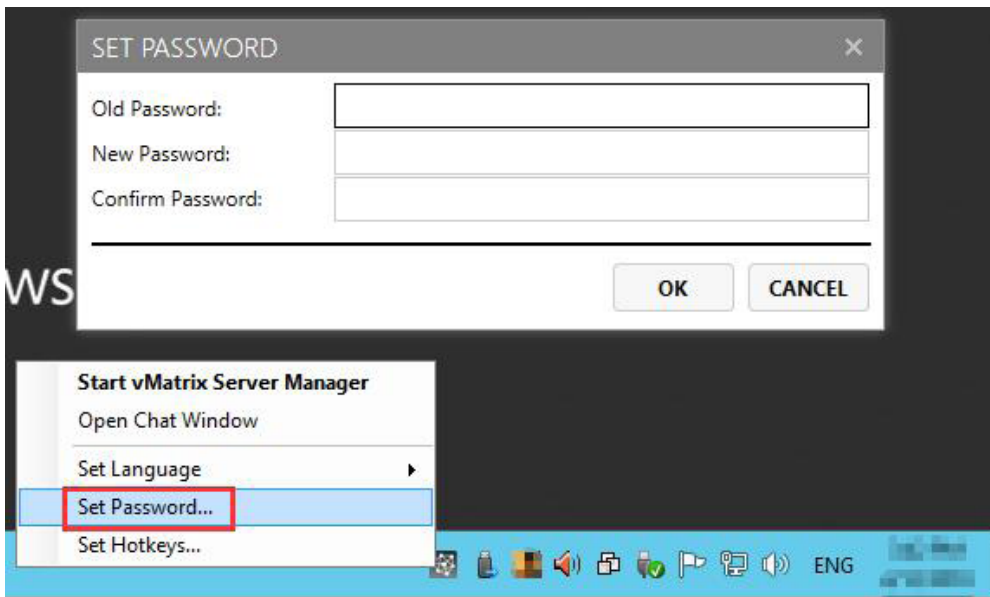 SET PASSWORD
Old Password:
New Password:
Confirm Password:
OK CANCEL
ws
Start vMatrix Server Manager
Open Chat Window
Set Language
Set Password...
Set Hotkeys...
ENG